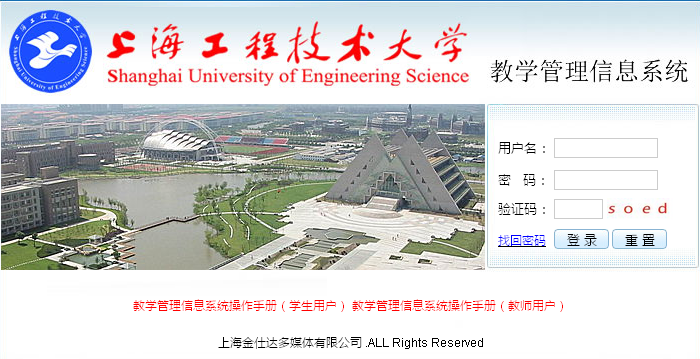 上海工程技术大学
Shanghai University of Engineering Science
教学管理信息系统
用户名：
密 码：
验证码： soed
找回密码 登录 重置
教学管理信息系统操作手册（学生用户） 教学管理信息系统操作手册（教师用户）
上海金仕达多媒体有限公司 .ALL Rights Reserved